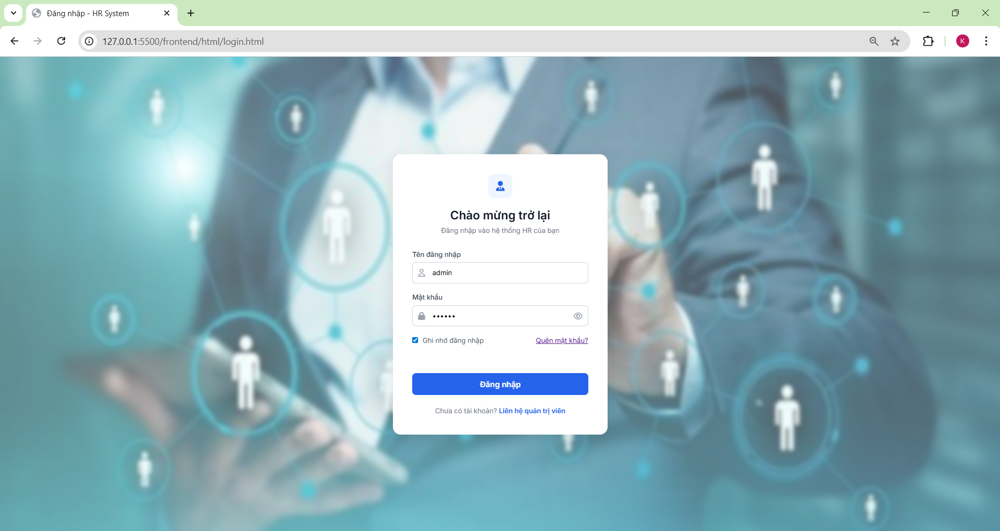 Đăng nhập - HR System
127.0.0.1:5500/frontend/html/login.html
K
Chào mừng trở lại
Đăng nhập vào hệ thống HR của bạn
Tên đăng nhập
admin
Mật khẩu
••••••
Ghi nhớ đăng nhập Quên mật khẩu?
Đăng nhập
Chưa có tài khoản? Liên hệ quản trị viên